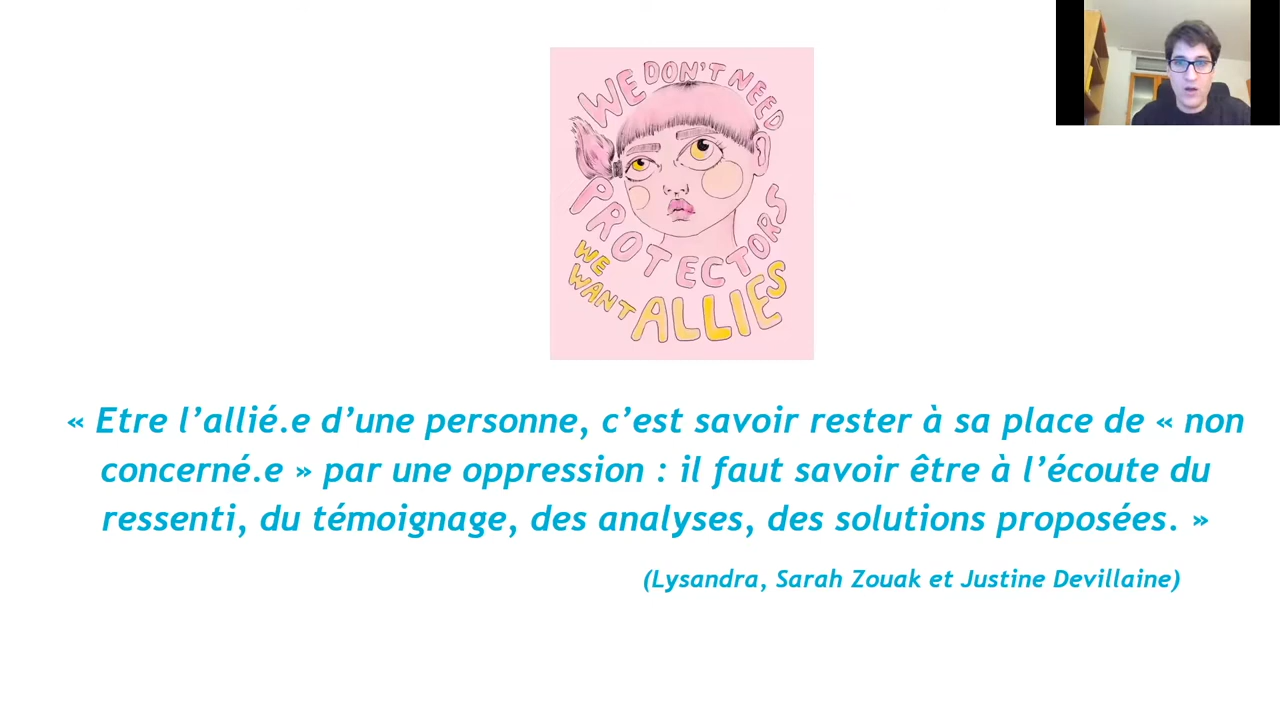 WE DON'T NEED
PROTECTORS
WE
WANT ALLIES
« Etre l’allié.e d’une personne, c’est savoir rester à sa place de « non
concerné.e » par une oppression : il faut savoir être à l’écoute du
ressenti, du témoignage, des analyses, des solutions proposées. »
(Lysandra, Sarah Zouak et Justine Devillaine)